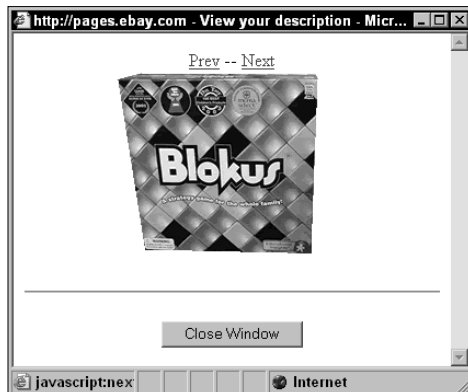 http://pages.ebay.com - View your description - Micr...
Prev -- Next
Blokus
A strategy game for the whole family!
Close Window
javascript:nex
Internet